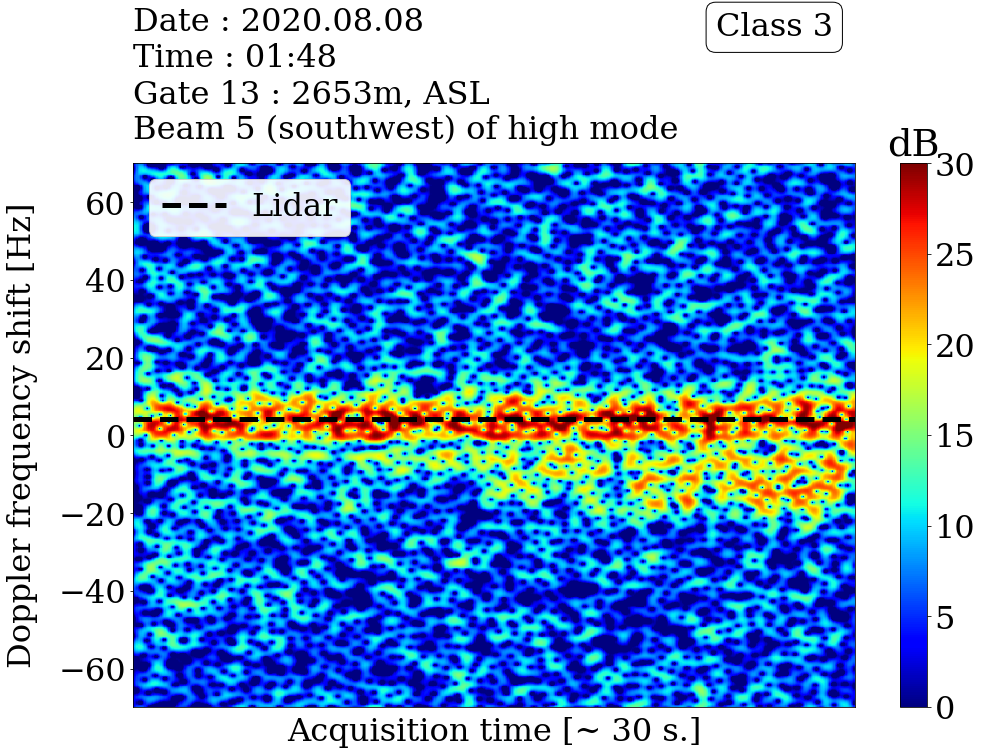 Date : 2020.08.08
Time : 01:48
Gate 13 : 2653m, ASL
Beam 5 (southwest) of high mode
Class 3
dB
Lidar
Doppler frequency shift [Hz]
60
40
20
0
−20
−40
−60
Acquisition time [~ 30 s.]
30
25
20
15
10
5
0